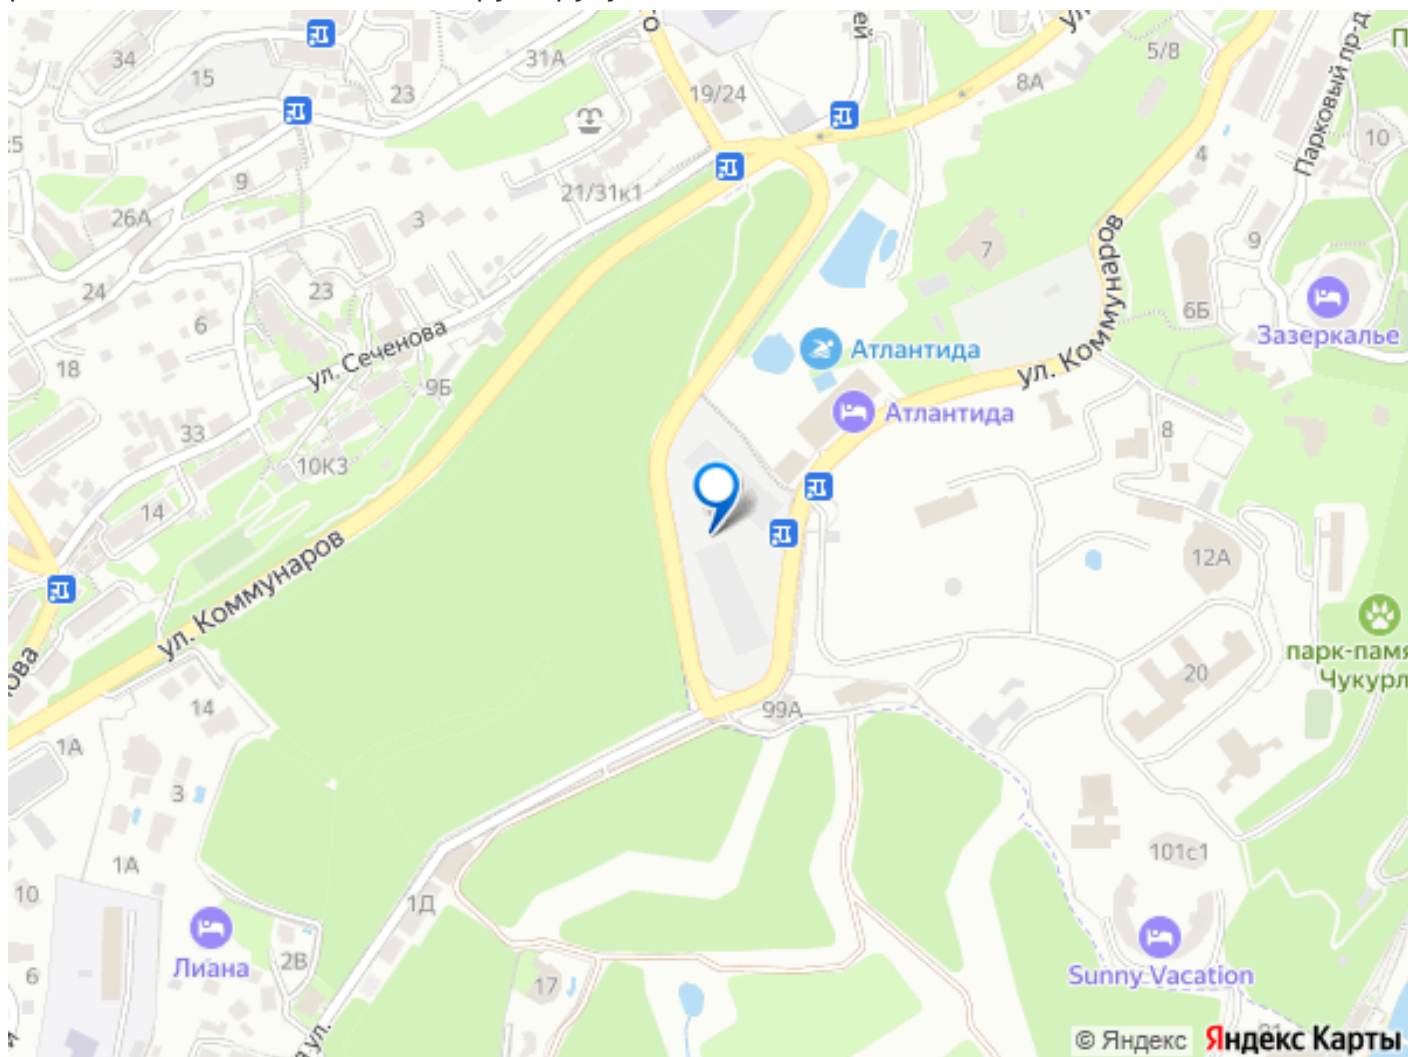 34
15
23
31А
19/24
8А
5/8
Парковый пр-д
10
4
9
26А
9
3
21/31к1
7
ул. Коммунаров
6Б
24
23
6
ул. Сеченова
Зазеркалье
18
9Б
Атлантида
Атлантида
33
10К3
8
14
ул. Коммунаров
12А
парк-памя
Чукурл
20
14
99А
1А
3
1А
101с1
10
1Д
Лиана
2В
6
17
Sunny Vacation
© Яндекс
Яндекс Карты